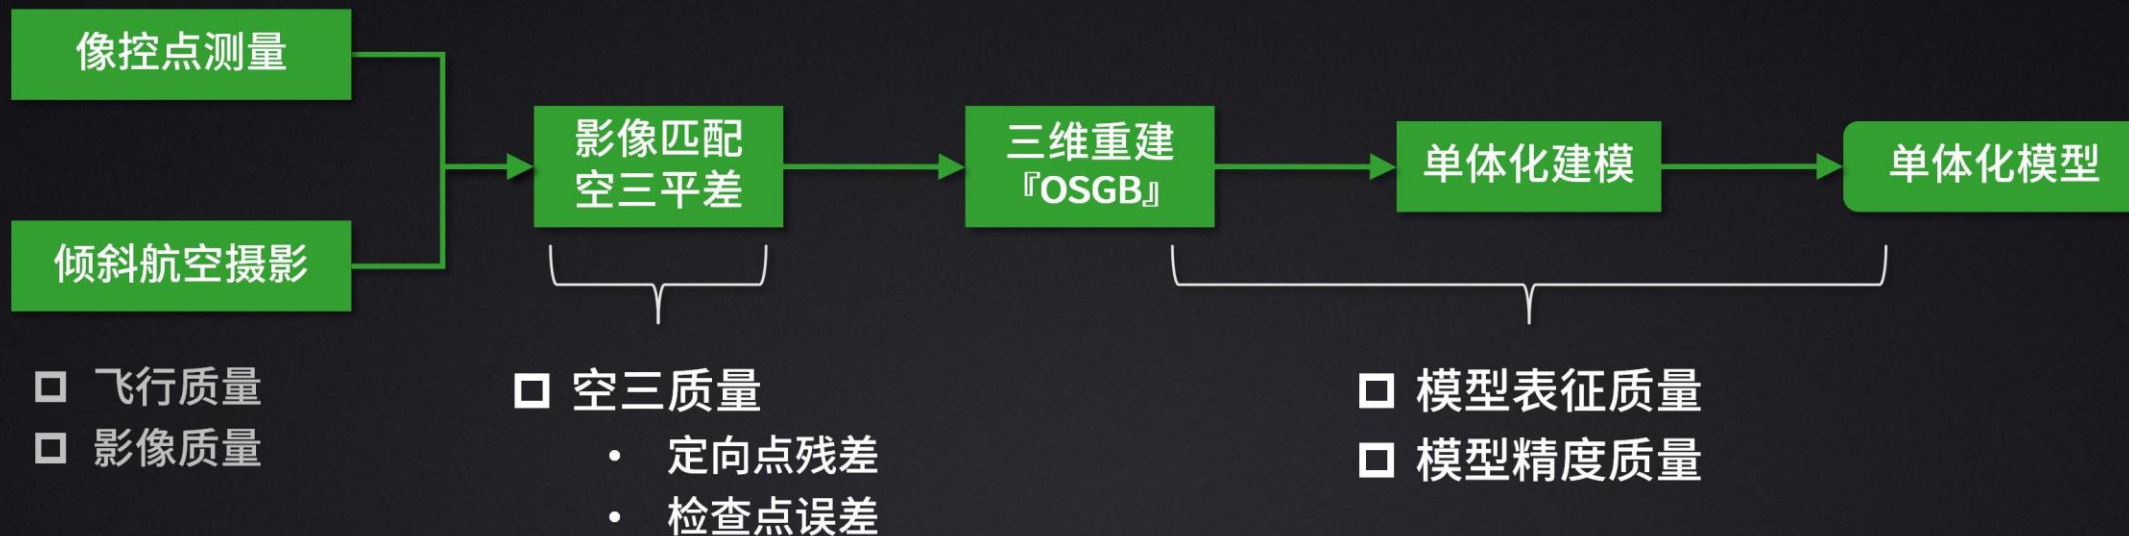 像控点测量
倾斜航空摄影
影像匹配
空三平差
三维重建
『OSGB』
单体化建模
单体化模型
飞行质量
影像质量
空三质量
• 定向点残差
• 检查点误差
模型表征质量
模型精度质量